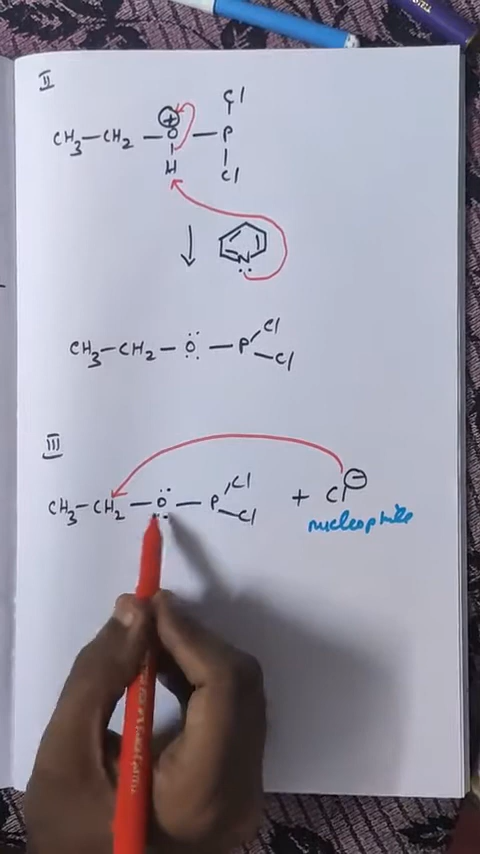 II
Cl
⊕
CH3-CH2-O-P
H
Cl
N
CH3-CH2-O-P
Cl
Cl
III
CH3-CH2-O-P
Cl
Cl
+ Cl⊖
nucleophile